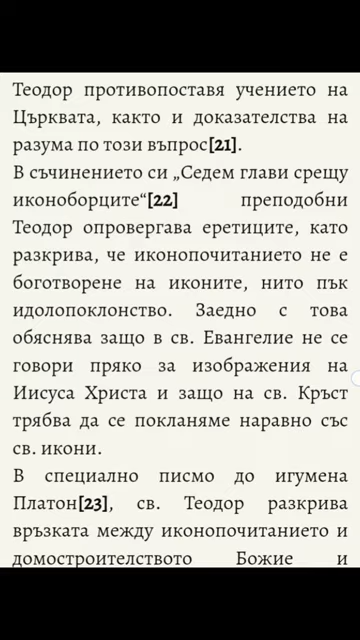 Теодор противопоставя учението на
Църквата, както и доказателства на
разума по този въпрос[21].
В съчинението си „Седем глави срещу
иконоборците“[22] преподобни
Теодор опровергава еретиците, като
разкрива, че иконопочитанието не е
боготворене на иконите, нито пък
идолопоклонство. Заедно с това
обяснява защо в св. Евангелие не се
говори пряко за изображения на
Иисуса Христа и защо на св. Кръст
трябва да се покланяме наравно със
св. икони.
В специално писмо до игумена
Платон[23], св. Теодор разкрива
връзката между иконопочитанието и
домостроителството Божие и